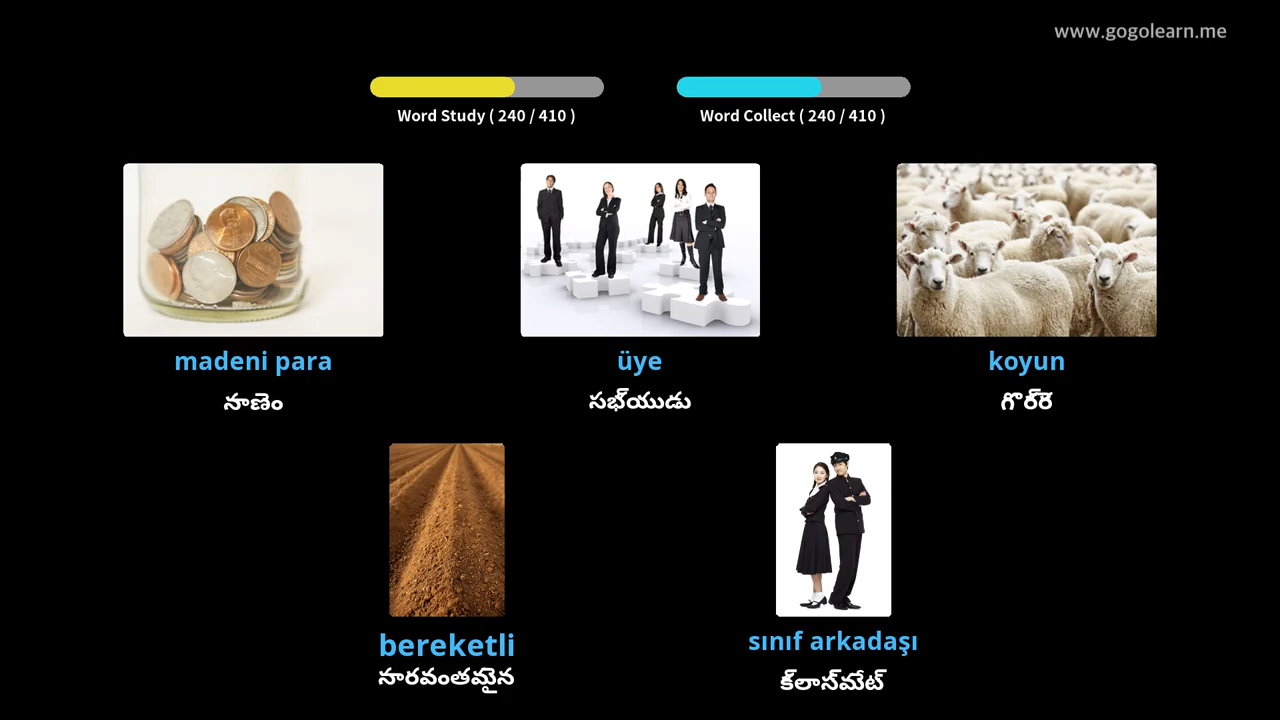 www.gogolearn.me
Word Study ( 240 / 410 )
Word Collect ( 240 / 410 )
madeni para
üye
koyun
నాణెం
సభ్‌యుడు
గొర్‌రె
bereketli
sınıf arkadaşı
సారవంతమైన
క్‌లాస్‌మేట్